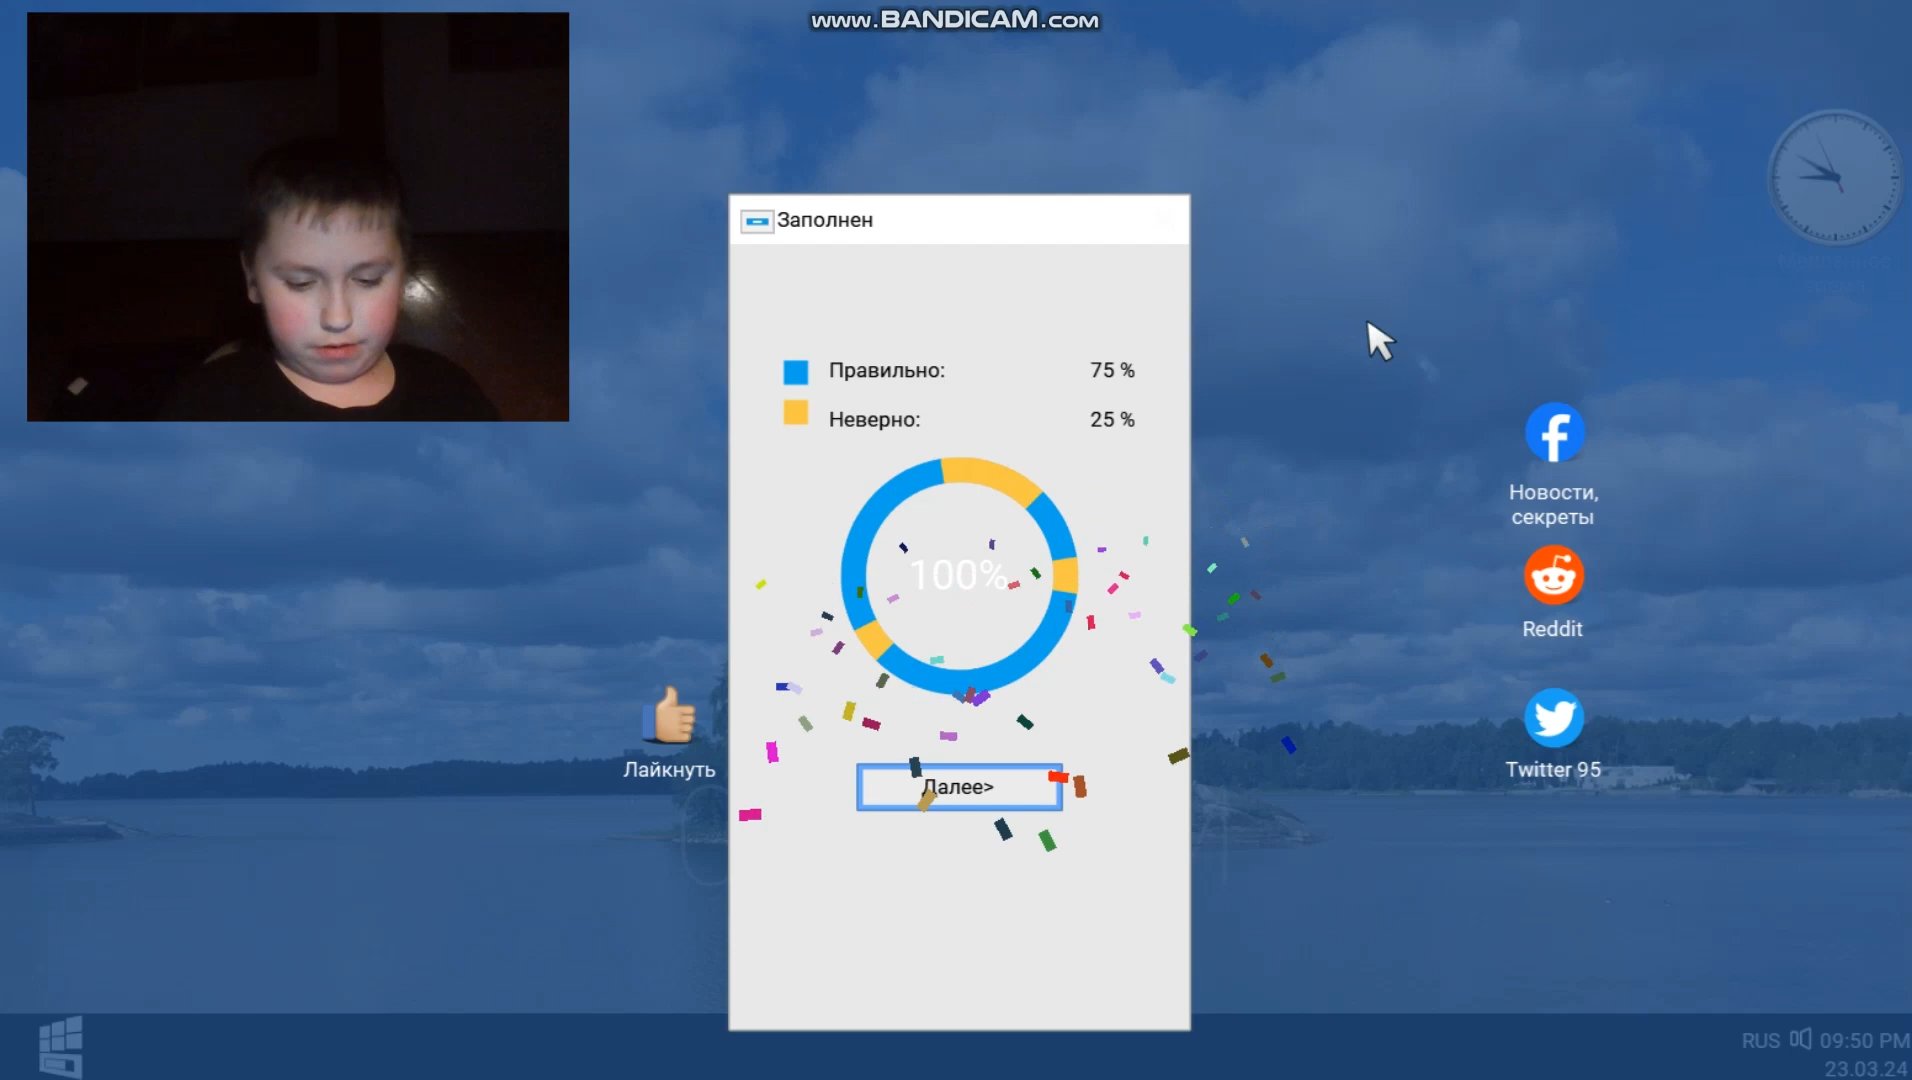 www.BANDICAM.com
Заполнен
Правильно: 75 %
Неверно: 25 %
100%
Далее>
Лайкнуть
Новости,
секреты
Reddit
Twitter 95
RUS 09:50 PM
23.03.24